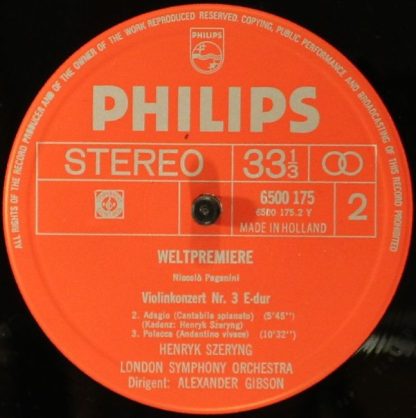 ALL RIGHTS OF THE RECORD PRODUCER AND OF THE OWNER OF THE WORK REPRODUCED RESERVED. COPYING, PUBLIC PERFORMANCE AND BROADCASTING OF THIS RECORD PROHIBITED
PHILIPS
PHILIPS
STEREO 33 1/3
6500 175
6500 175.2 Y
MADE IN HOLLAND
2
WELTPREMIERE
Niccolò Paganini
Violinkonzert Nr. 3 E-dur
2. Adagio (Cantabile spianato) (5'45")
(Kadenz: Henryk Szeryng)
3. Polacca (Andantino vivace) (10'32")
HENRYK SZERYNG
LONDON SYMPHONY ORCHESTRA
Dirigent: ALEXANDER GIBSON